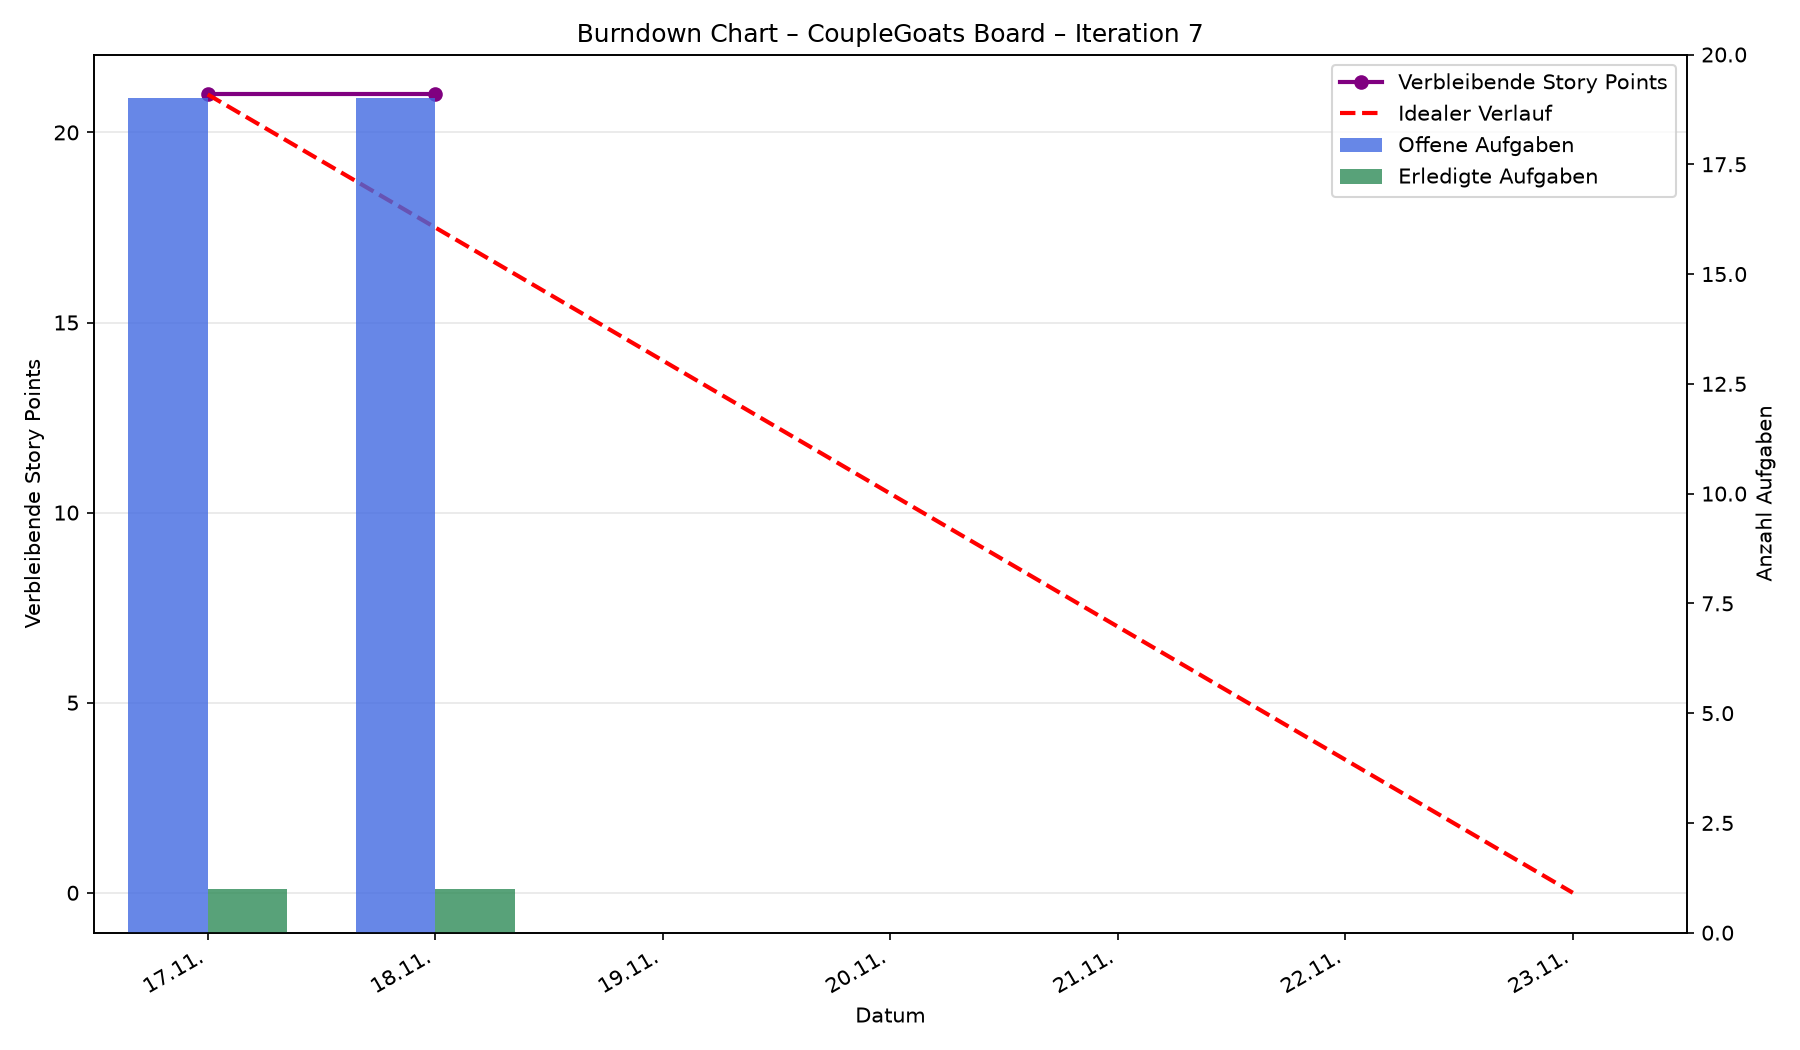 Burndown Chart – CoupleGoats Board – Iteration 7
Verbleibende Story Points
Idealer Verlauf
Offene Aufgaben
Erledigte Aufgaben
Verbleibende Story Points
20
15
10
5
0
20.0
17.5
15.0
12.5
10.0
7.5
5.0
2.5
0.0
Anzahl Aufgaben
17.11.
18.11.
19.11.
20.11.
21.11.
22.11.
23.11.
Datum